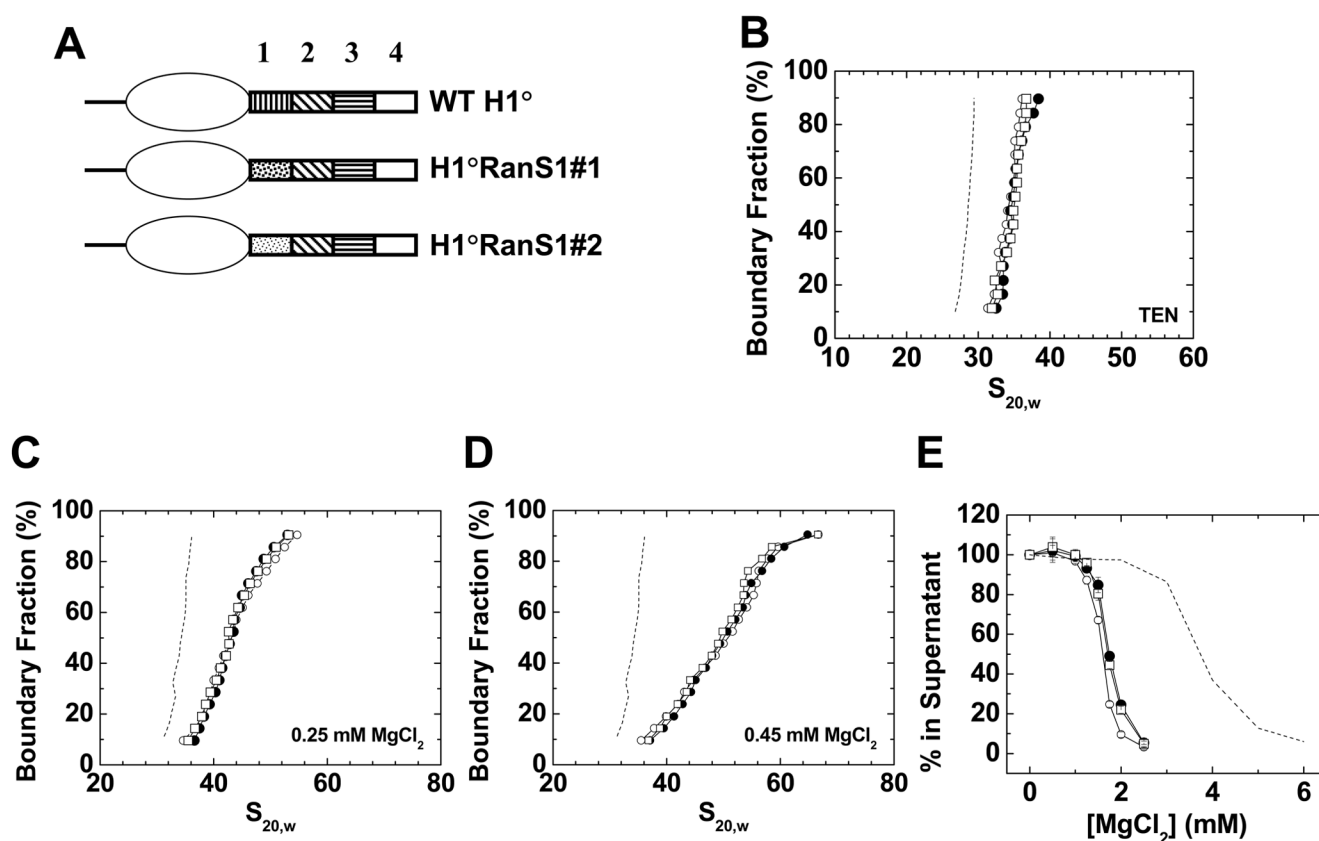 A
1 2 3 4
WT H1°
H1°RanS1#1
H1°RanS1#2
B
Boundary Fraction (%)
100
80
60
40
20
0
TEN
10 20 30 40 50 60
S20,w
C
Boundary Fraction (%)
100
80
60
40
20
0
0.25 mM MgCl2
20 40 60 80
S20,w
D
Boundary Fraction (%)
100
80
60
40
20
0
0.45 mM MgCl2
20 40 60 80
S20,w
E
% in Supernatant
120
100
80
60
40
20
0
0 2 4 6
[MgCl2] (mM)